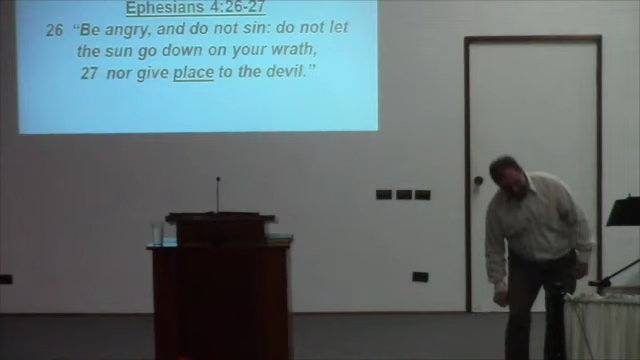 Ephesians 4:26-27
26 “Be angry, and do not sin: do not let
the sun go down on your wrath,
27 nor give place to the devil.”